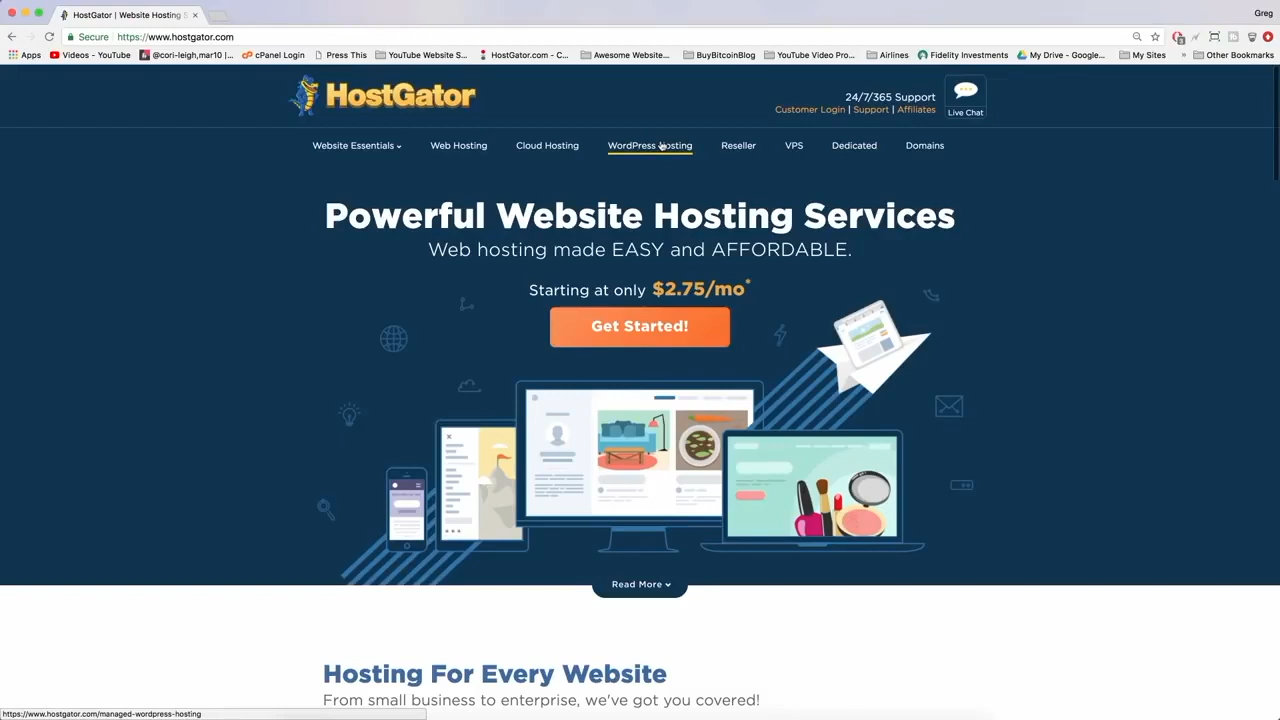 HostGator | Website Hosting S
Greg
Secure https://www.hostgator.com
Apps Videos - YouTube @cori-leigh,mar10 |... cPanel Login Press This YouTube Website S... HostGator.com - C... Awesome Website... BuyBitcoinBlog YouTube Video Pro... Airlines Fidelity Investments My Drive - Google... My Sites » Other Bookmarks
HostGator
24/7/365 Support
Customer Login | Support | Affiliates
Live Chat
Website Essentials Web Hosting Cloud Hosting WordPress Hosting Reseller VPS Dedicated Domains
Powerful Website Hosting Services
Web hosting made EASY and AFFORDABLE.
Starting at only $2.75/mo*
Get Started!
Read More
Hosting For Every Website
From small business to enterprise, we've got you covered!
https://www.hostgator.com/managed-wordpress-hosting